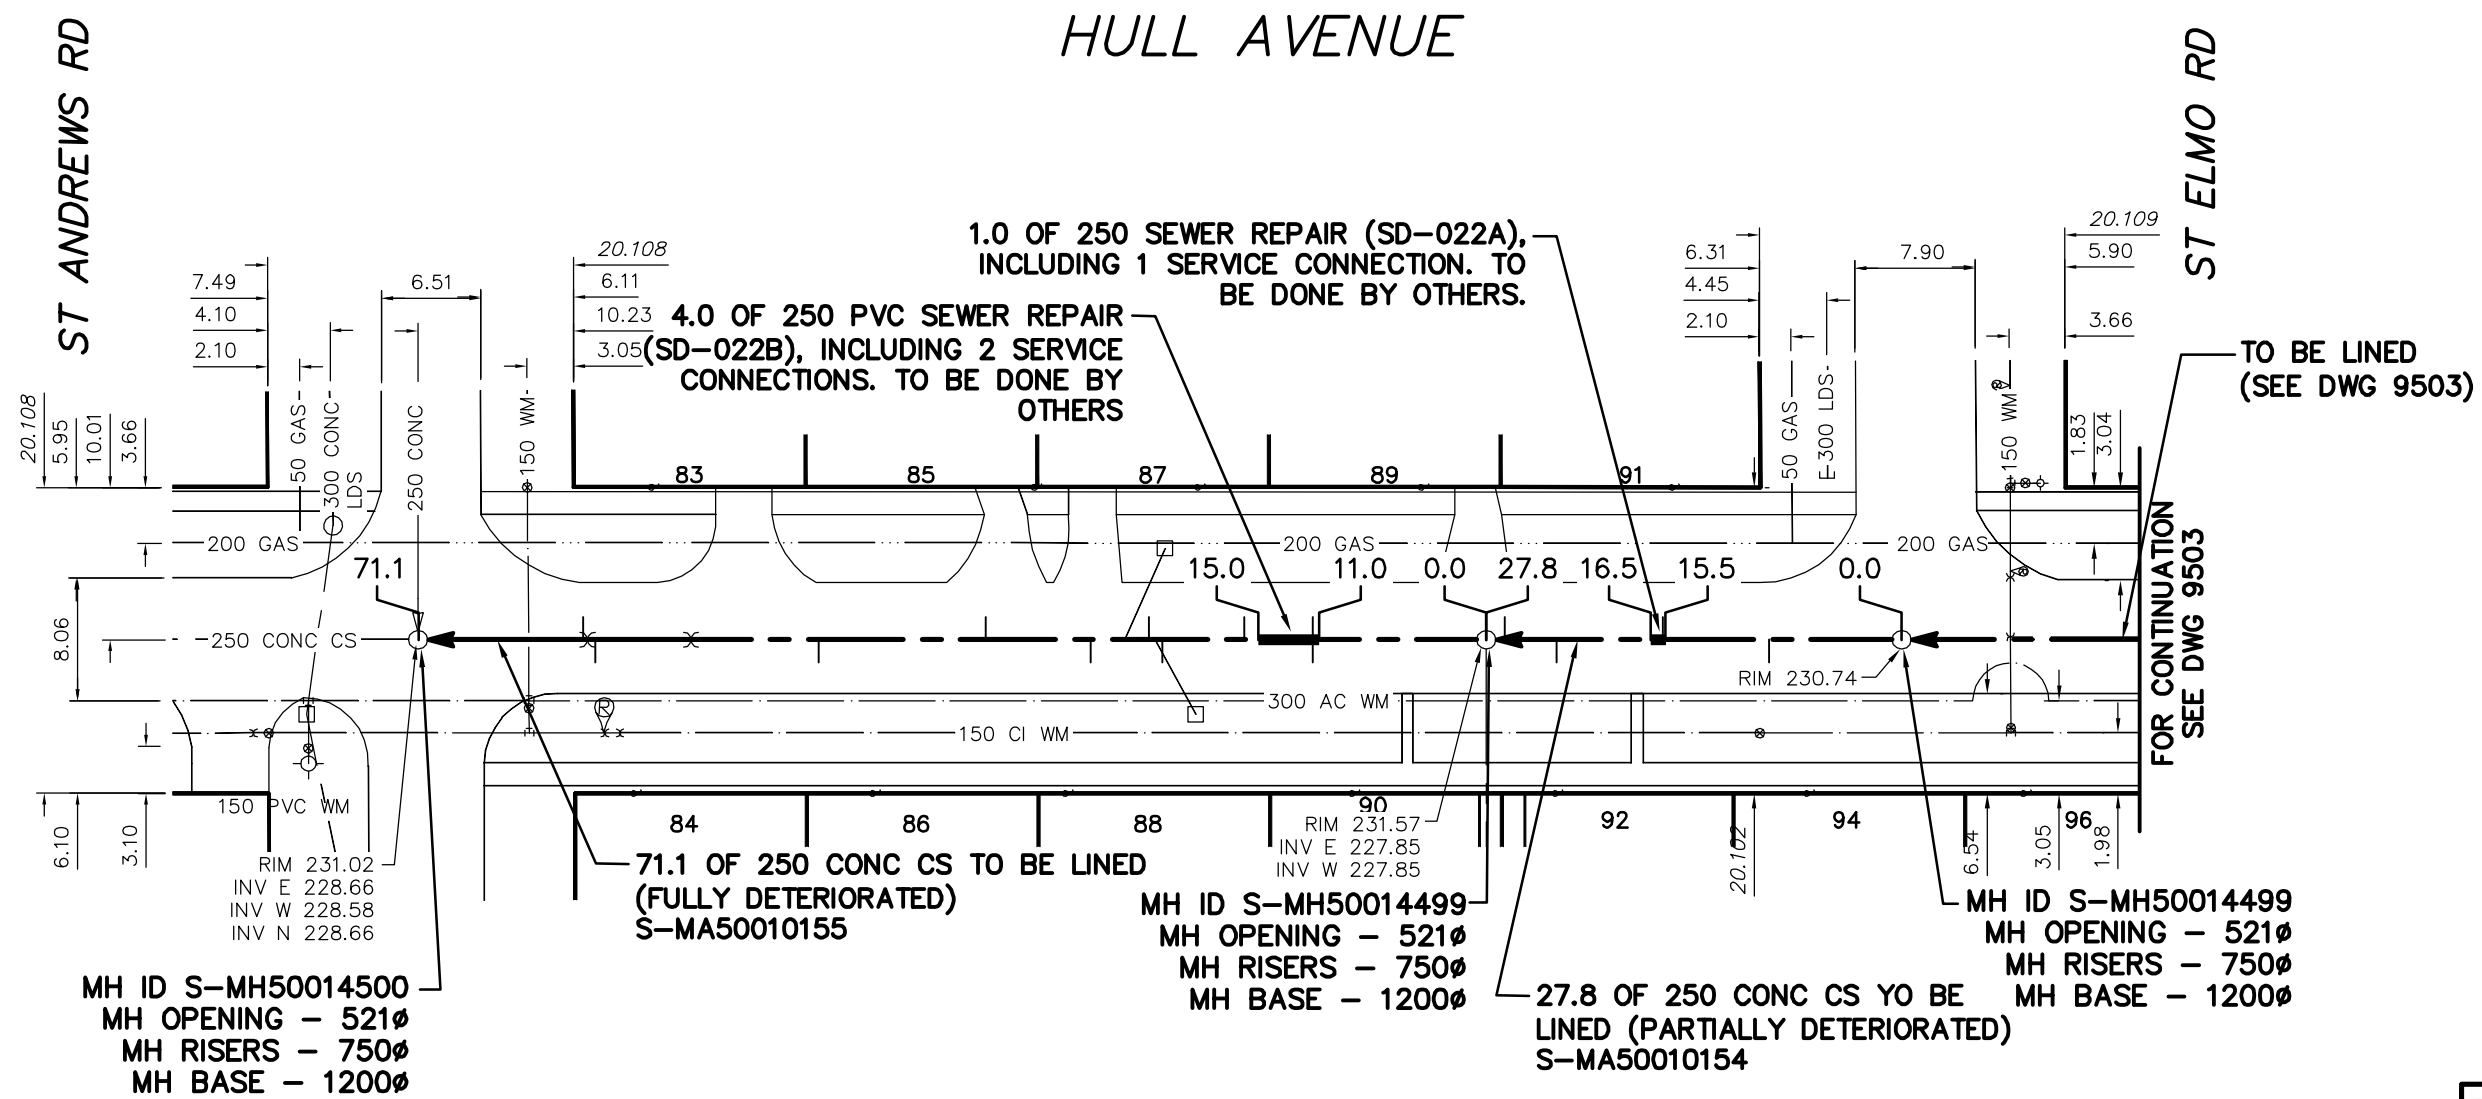 HULL AVENUE
ST ANDREWS RD
ST ELMO RD
7.49
4.10
2.10
6.51
20.108
6.11
10.23
3.05
1.0 OF 250 SEWER REPAIR (SD-022A),
INCLUDING 1 SERVICE CONNECTION. TO
BE DONE BY OTHERS.
4.0 OF 250 PVC SEWER REPAIR
(SD-022B), INCLUDING 2 SERVICE
CONNECTIONS. TO BE DONE BY
OTHERS
6.31
4.45
2.10
7.90
20.109
5.90
3.66
TO BE LINED
(SEE DWG 9503)
20.108
5.95
10.01
3.66
50 GAS
300 CONC
LDS
250 CONC
150 WM
50 GAS
E-300 LDS
150 WM
1.83
3.04
83
85
87
89
91
200 GAS
200 GAS
200 GAS
71.1
15.0
11.0
0.0
27.8
16.5
15.5
0.0
FOR CONTINUATION
SEE DWG 9503
8.06
250 CONC CS
RIM 230.74
300 AC WM
R
150 CI WM
150 PVC WM
6.10
3.10
84
86
88
90
92
94
96
20.102
6.54
3.05
1.98
RIM 231.02
INV E 228.66
INV W 228.58
INV N 228.66
RIM 231.57
INV E 227.85
INV W 227.85
71.1 OF 250 CONC CS TO BE LINED
(FULLY DETERIORATED)
S-MA50010155
MH ID S-MH50014500
MH OPENING - 521ø
MH RISERS - 750ø
MH BASE - 1200ø
MH ID S-MH50014499
MH OPENING - 521ø
MH RISERS - 750ø
MH BASE - 1200ø
27.8 OF 250 CONC CS YO BE
LINED (PARTIALLY DETERIORATED)
S-MA50010154
MH ID S-MH50014499
MH OPENING - 521ø
MH RISERS - 750ø
MH BASE - 1200ø